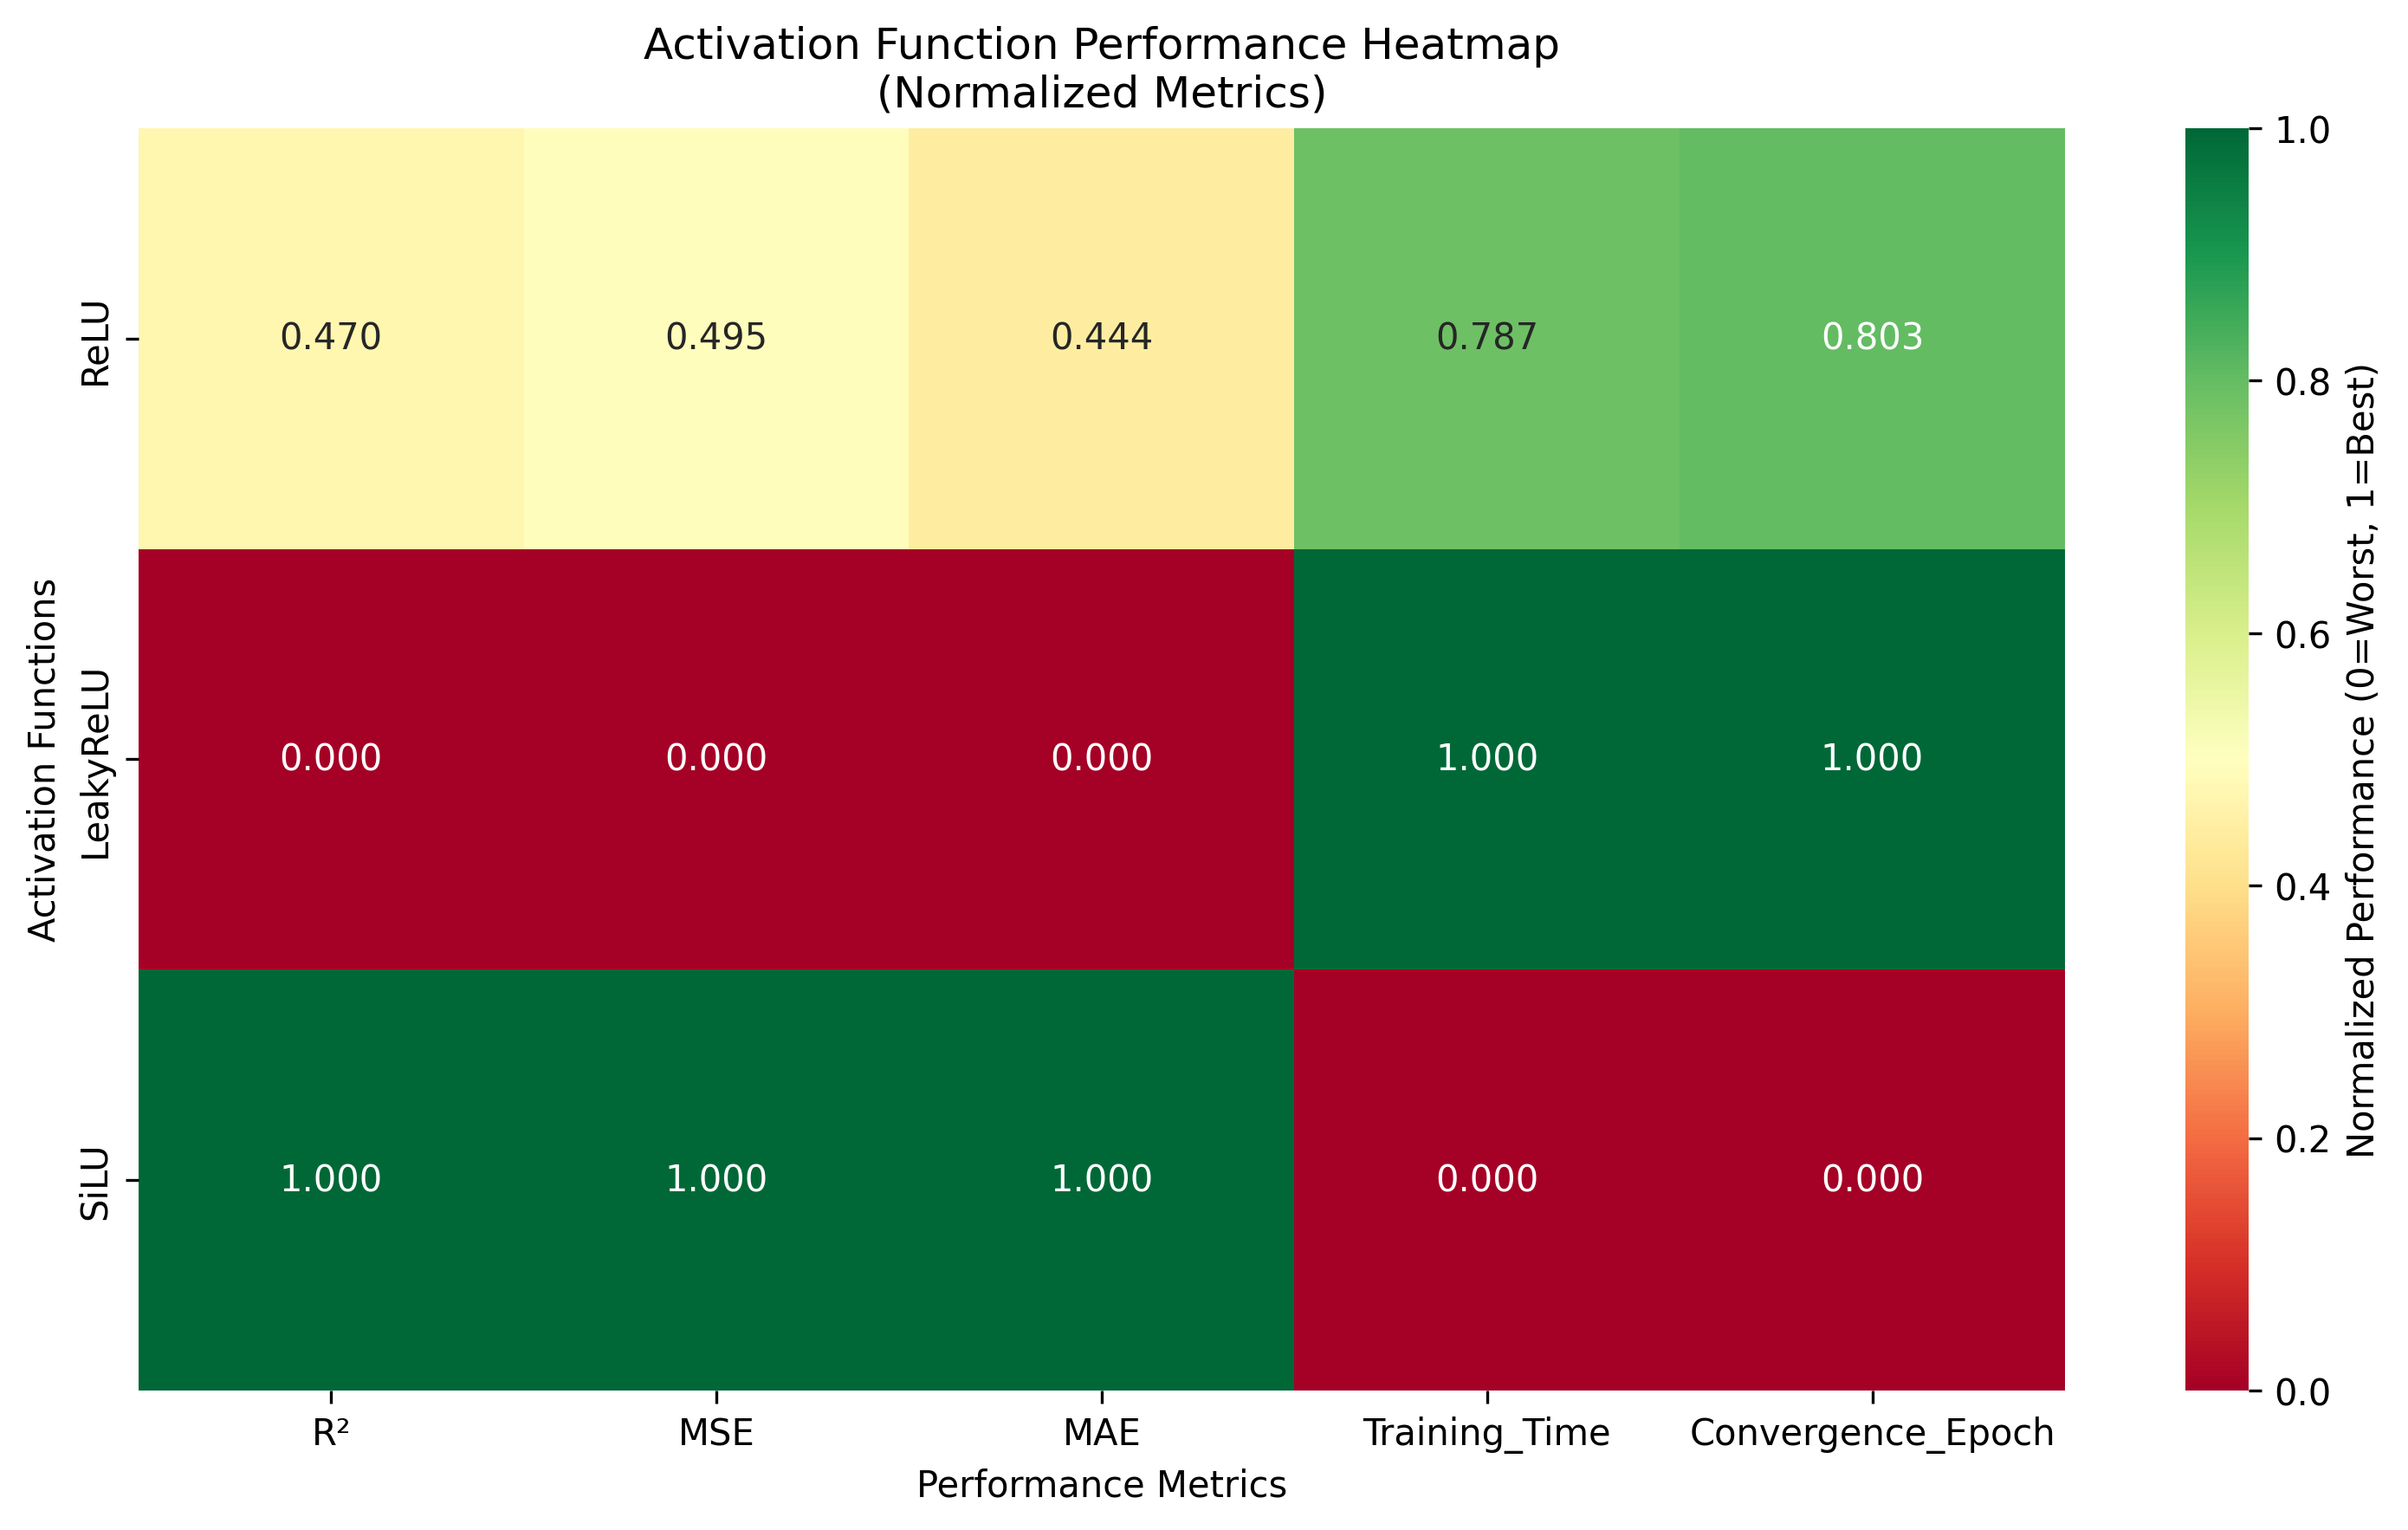 Activation Function Performance Heatmap
(Normalized Metrics)
Activation Functions
ReLU
0.470 0.495 0.444 0.787 0.803
LeakyReLU
0.000 0.000 0.000 1.000 1.000
SiLU
1.000 1.000 1.000 0.000 0.000
R² MSE MAE Training_Time Convergence_Epoch
Performance Metrics
1.0
0.8
0.6
0.4
0.2
0.0
Normalized Performance (0=Worst, 1=Best)